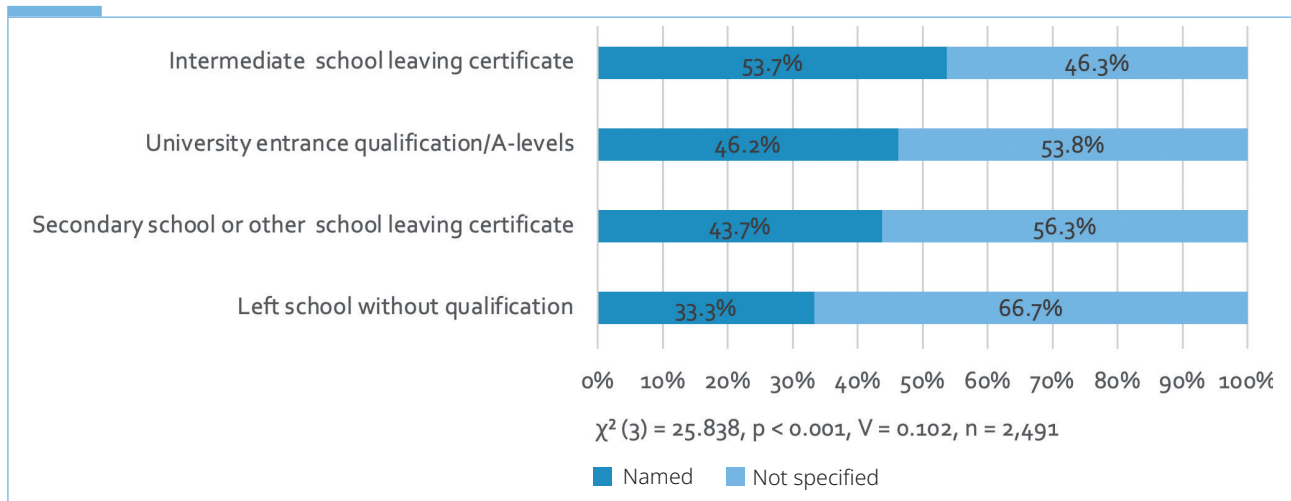 Intermediate school leaving certificate
53.7% 46.3%
University entrance qualification/A-levels
46.2% 53.8%
Secondary school or other school leaving certificate
43.7% 56.3%
Left school without qualification
33.3% 66.7%
0% 10% 20% 30% 40% 50% 60% 70% 80% 90% 100%
χ² (3) = 25.838, p < 0.001, V = 0.102, n = 2,491
Named Not specified